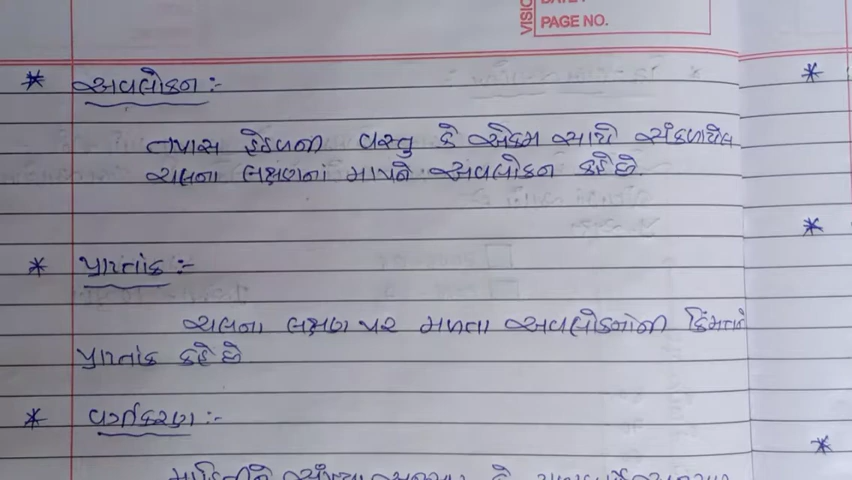 PAGE NO.
* અવલોકન :-
તપાસ હેઠળની વસ્તુ કે એકમ સાથે સંકળાયેલ
ચલના લક્ષણના માપને અવલોકન કહે છે.
* પ્રાપ્તાંક :-
ચલના લક્ષણ પર મળતા અવલોકનોની કિંમતને
પ્રાપ્તાંક કહે છે
* વર્ગીકરણ :-
માહિતીને